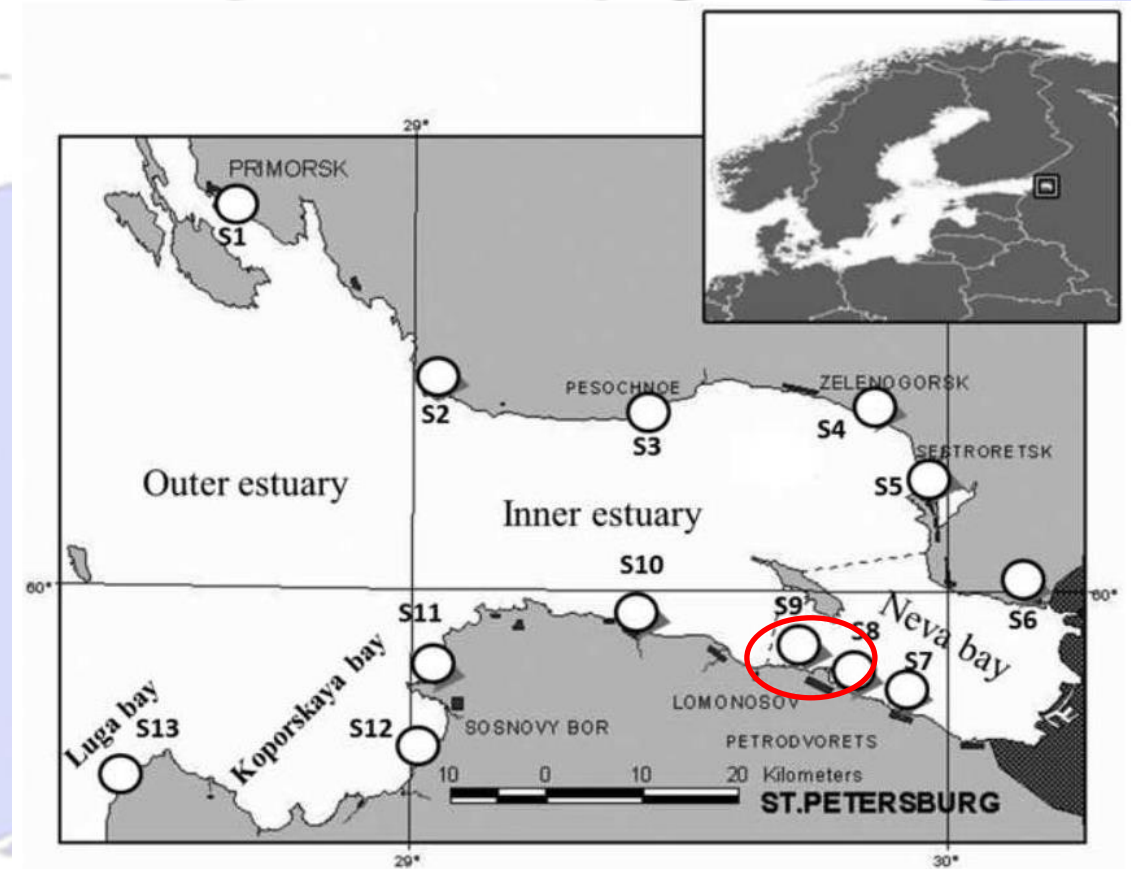 29°
PRIMORSK
S1
S2
PESOCHNOE
S3
ZELENOGORSK
S4
SESTRORETSK
S5
Outer estuary
Inner estuary
60°
S10
60°
S9
S6
S11
S8
Neva bay
S7
Luga bay
S13
Koporskaya bay
S12
SOSNOVY BOR
LOMONOSOV
PETRODVORETS
10 0 10 20 Kilometers
ST.PETERSBURG
29°
30°